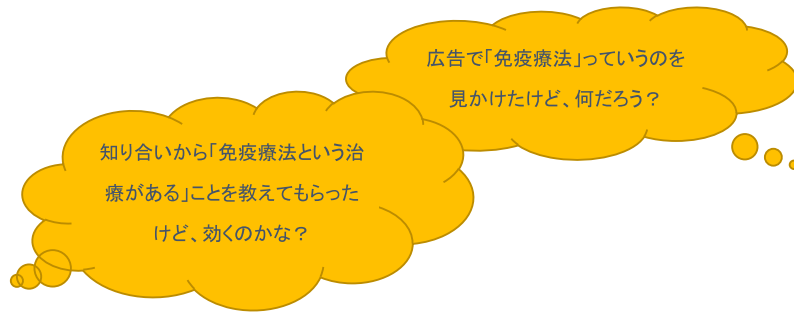 広告で「免疫療法」っていうのを
見かけたけど、何だろう？
知り合いから「免疫療法という治
療がある」ことを教えてもらった
けど、効くのかな？